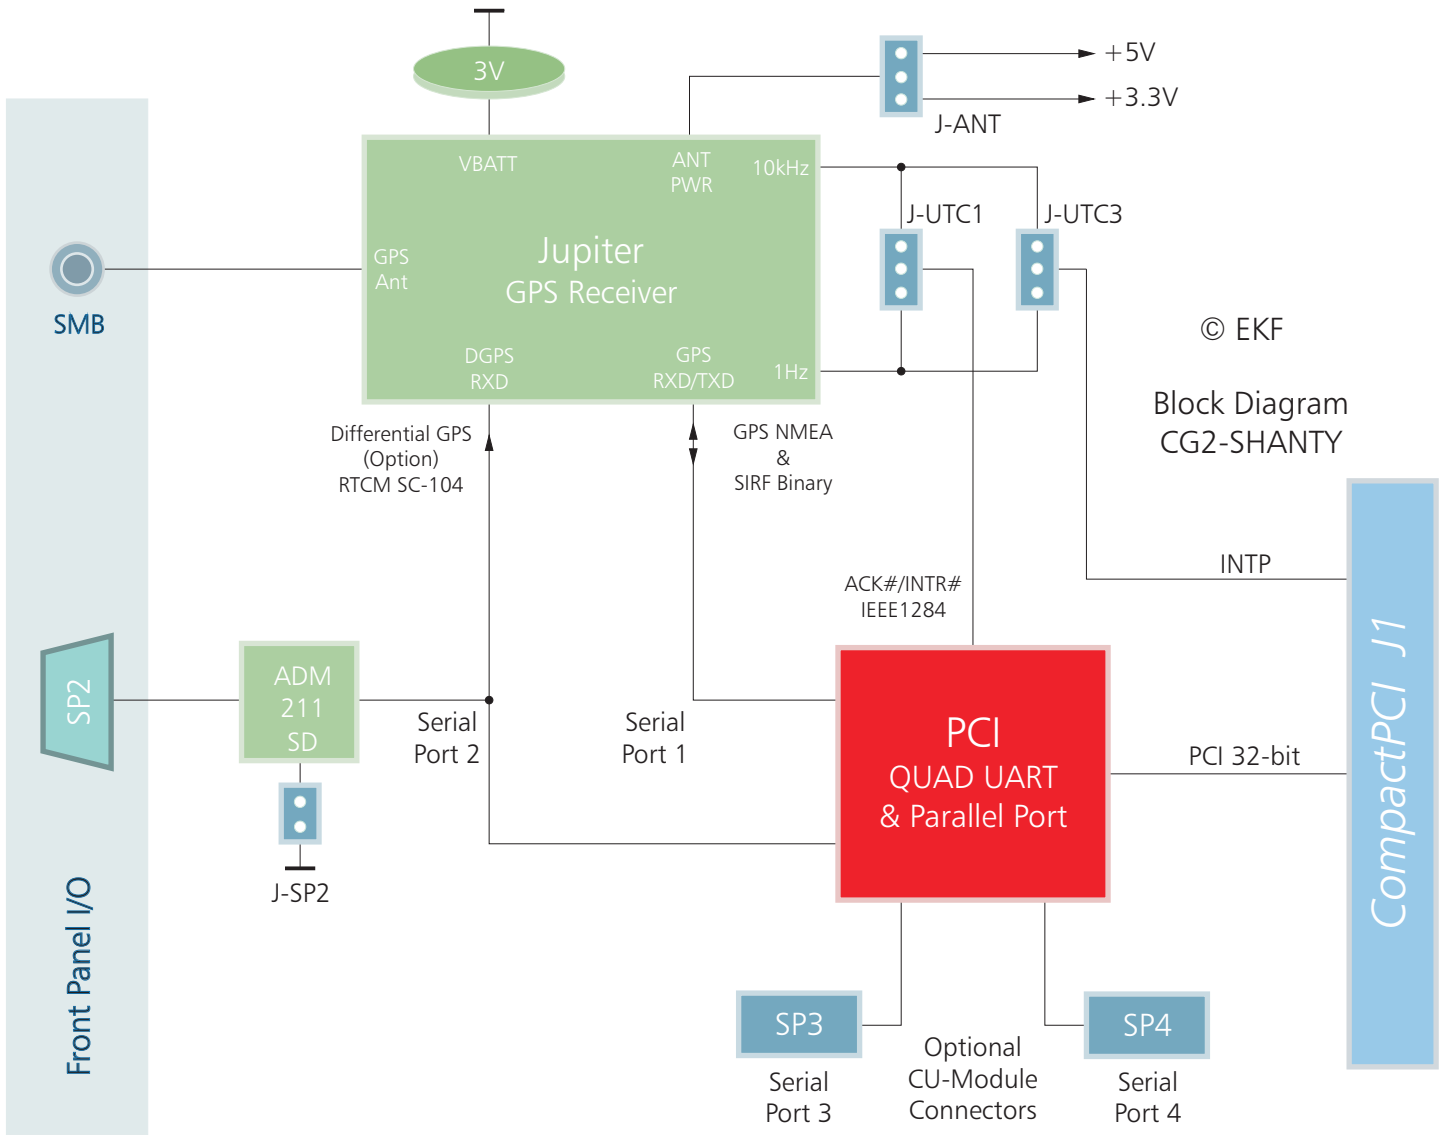 3V
+5V
+3.3V
J-ANT
VBATT
ANT
PWR
10kHz
J-UTC1
J-UTC3
Jupiter
GPS Receiver
GPS
Ant
SMB
DGPS
RXD
GPS
RXD/TXD
1Hz
© EKF
Block Diagram
CG2-SHANTY
Differential GPS
(Option)
RTCM SC-104
GPS NMEA
&
SIRF Binary
INTP
ACK#/INTR#
IEEE1284
SP2
ADM
211
SD
Serial
Port 2
Serial
Port 1
PCI
QUAD UART
& Parallel Port
PCI 32-bit
CompactPCI J1
J-SP2
Front Panel I/O
SP3
SP4
Serial
Port 3
Optional
CU-Module
Connectors
Serial
Port 4